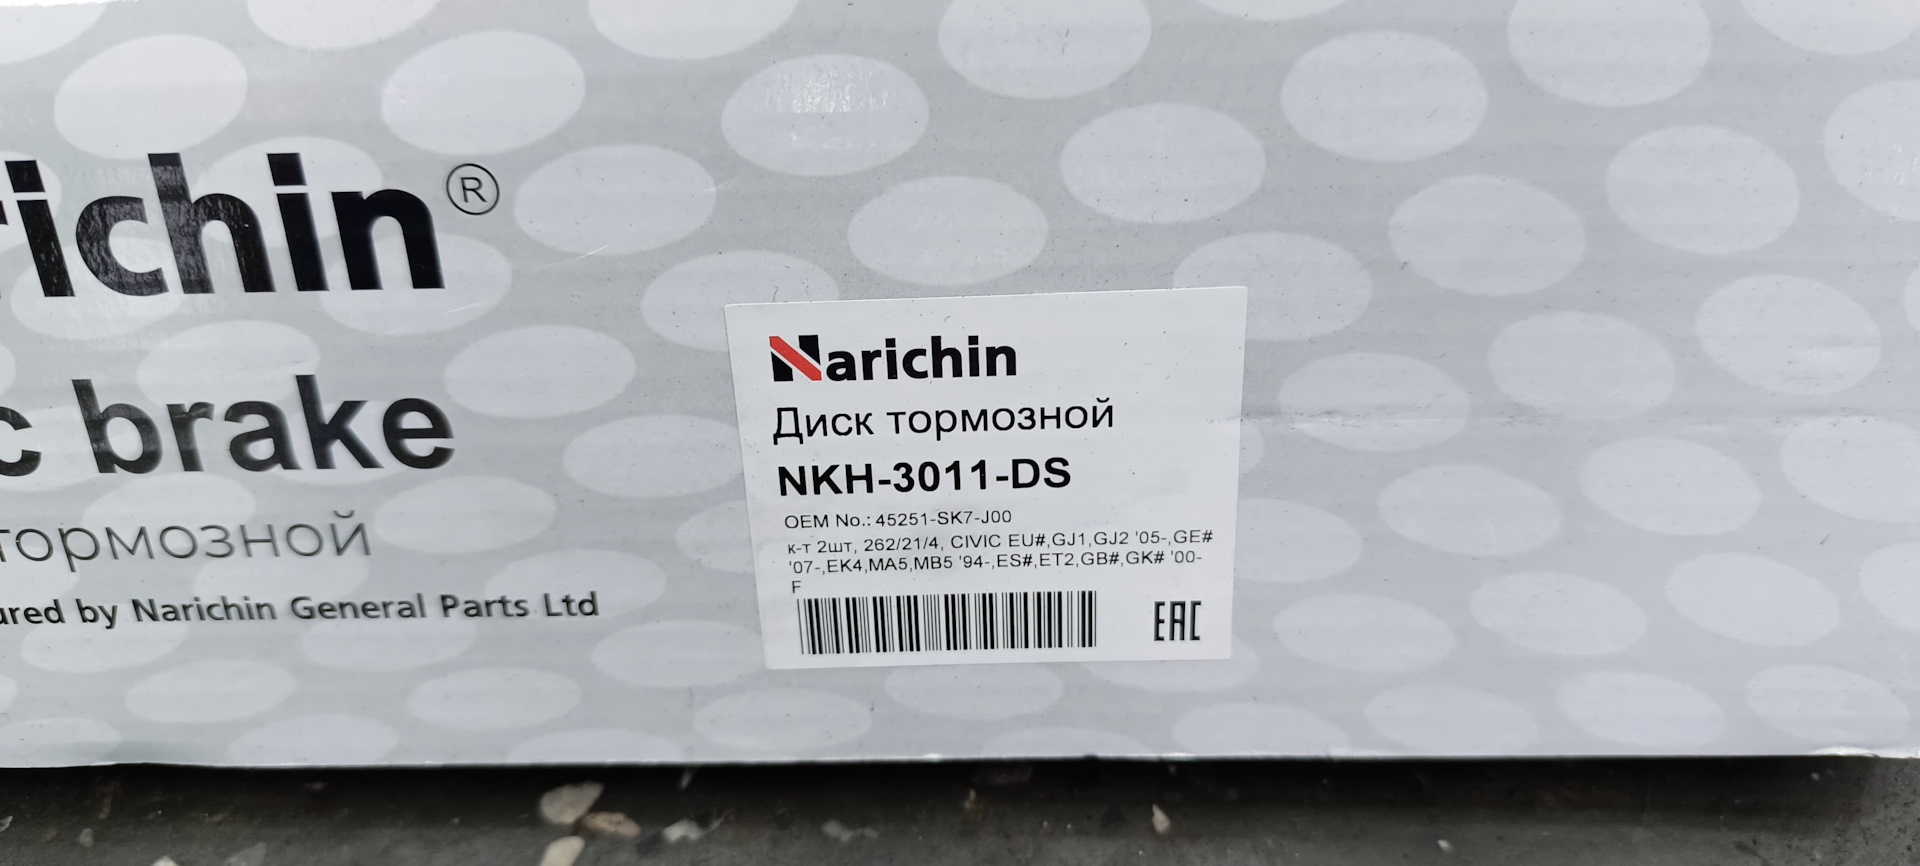 richin®
c brake
тормозной
ured by Narichin General Parts Ltd
Narichin
Диск тормозной
NKH-3011-DS
OEM No.: 45251-SK7-J00
к-т 2шт, 262/21/4, CIVIC EU#,GJ1,GJ2 '05-,GE#
'07-,EK4,MA5,MB5 '94-,ES#,ET2,GB#,GK# '00-
F
EAC